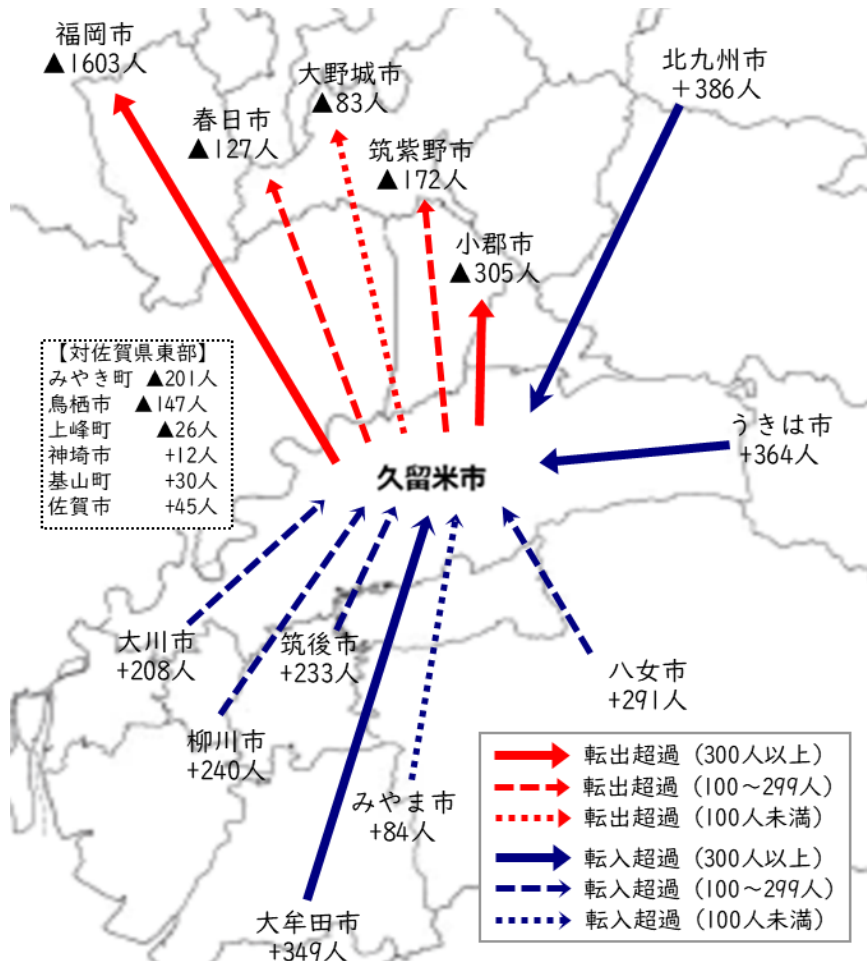 福岡市
▲1603人
大野城市
▲83人
北九州市
＋386人
春日市
▲127人
筑紫野市
▲172人
小郡市
▲305人
【対佐賀県東部】
みやき町 ▲201人
鳥栖市 ▲147人
上峰町 ▲26人
神埼市 +12人
基山町 +30人
佐賀市 +45人
うきは市
+364人
久留米市
大川市
+208人
筑後市
+233人
八女市
+291人
柳川市
+240人
みやま市
+84人
大牟田市
+349人
転出超過（300人以上）
転出超過（100～299人）
転出超過（100人未満）
転入超過（300人以上）
転入超過（100～299人）
転入超過（100人未満）